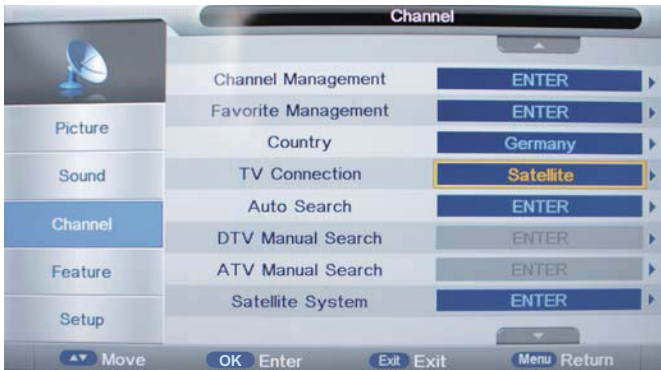 Channel
Channel Management ENTER
Favorite Management ENTER
Picture
Country Germany
Sound
TV Connection Satellite
Auto Search ENTER
Channel
DTV Manual Search ENTER
Feature
ATV Manual Search ENTER
Satellite System ENTER
Setup
Move OK Enter Exit Exit Menu Return